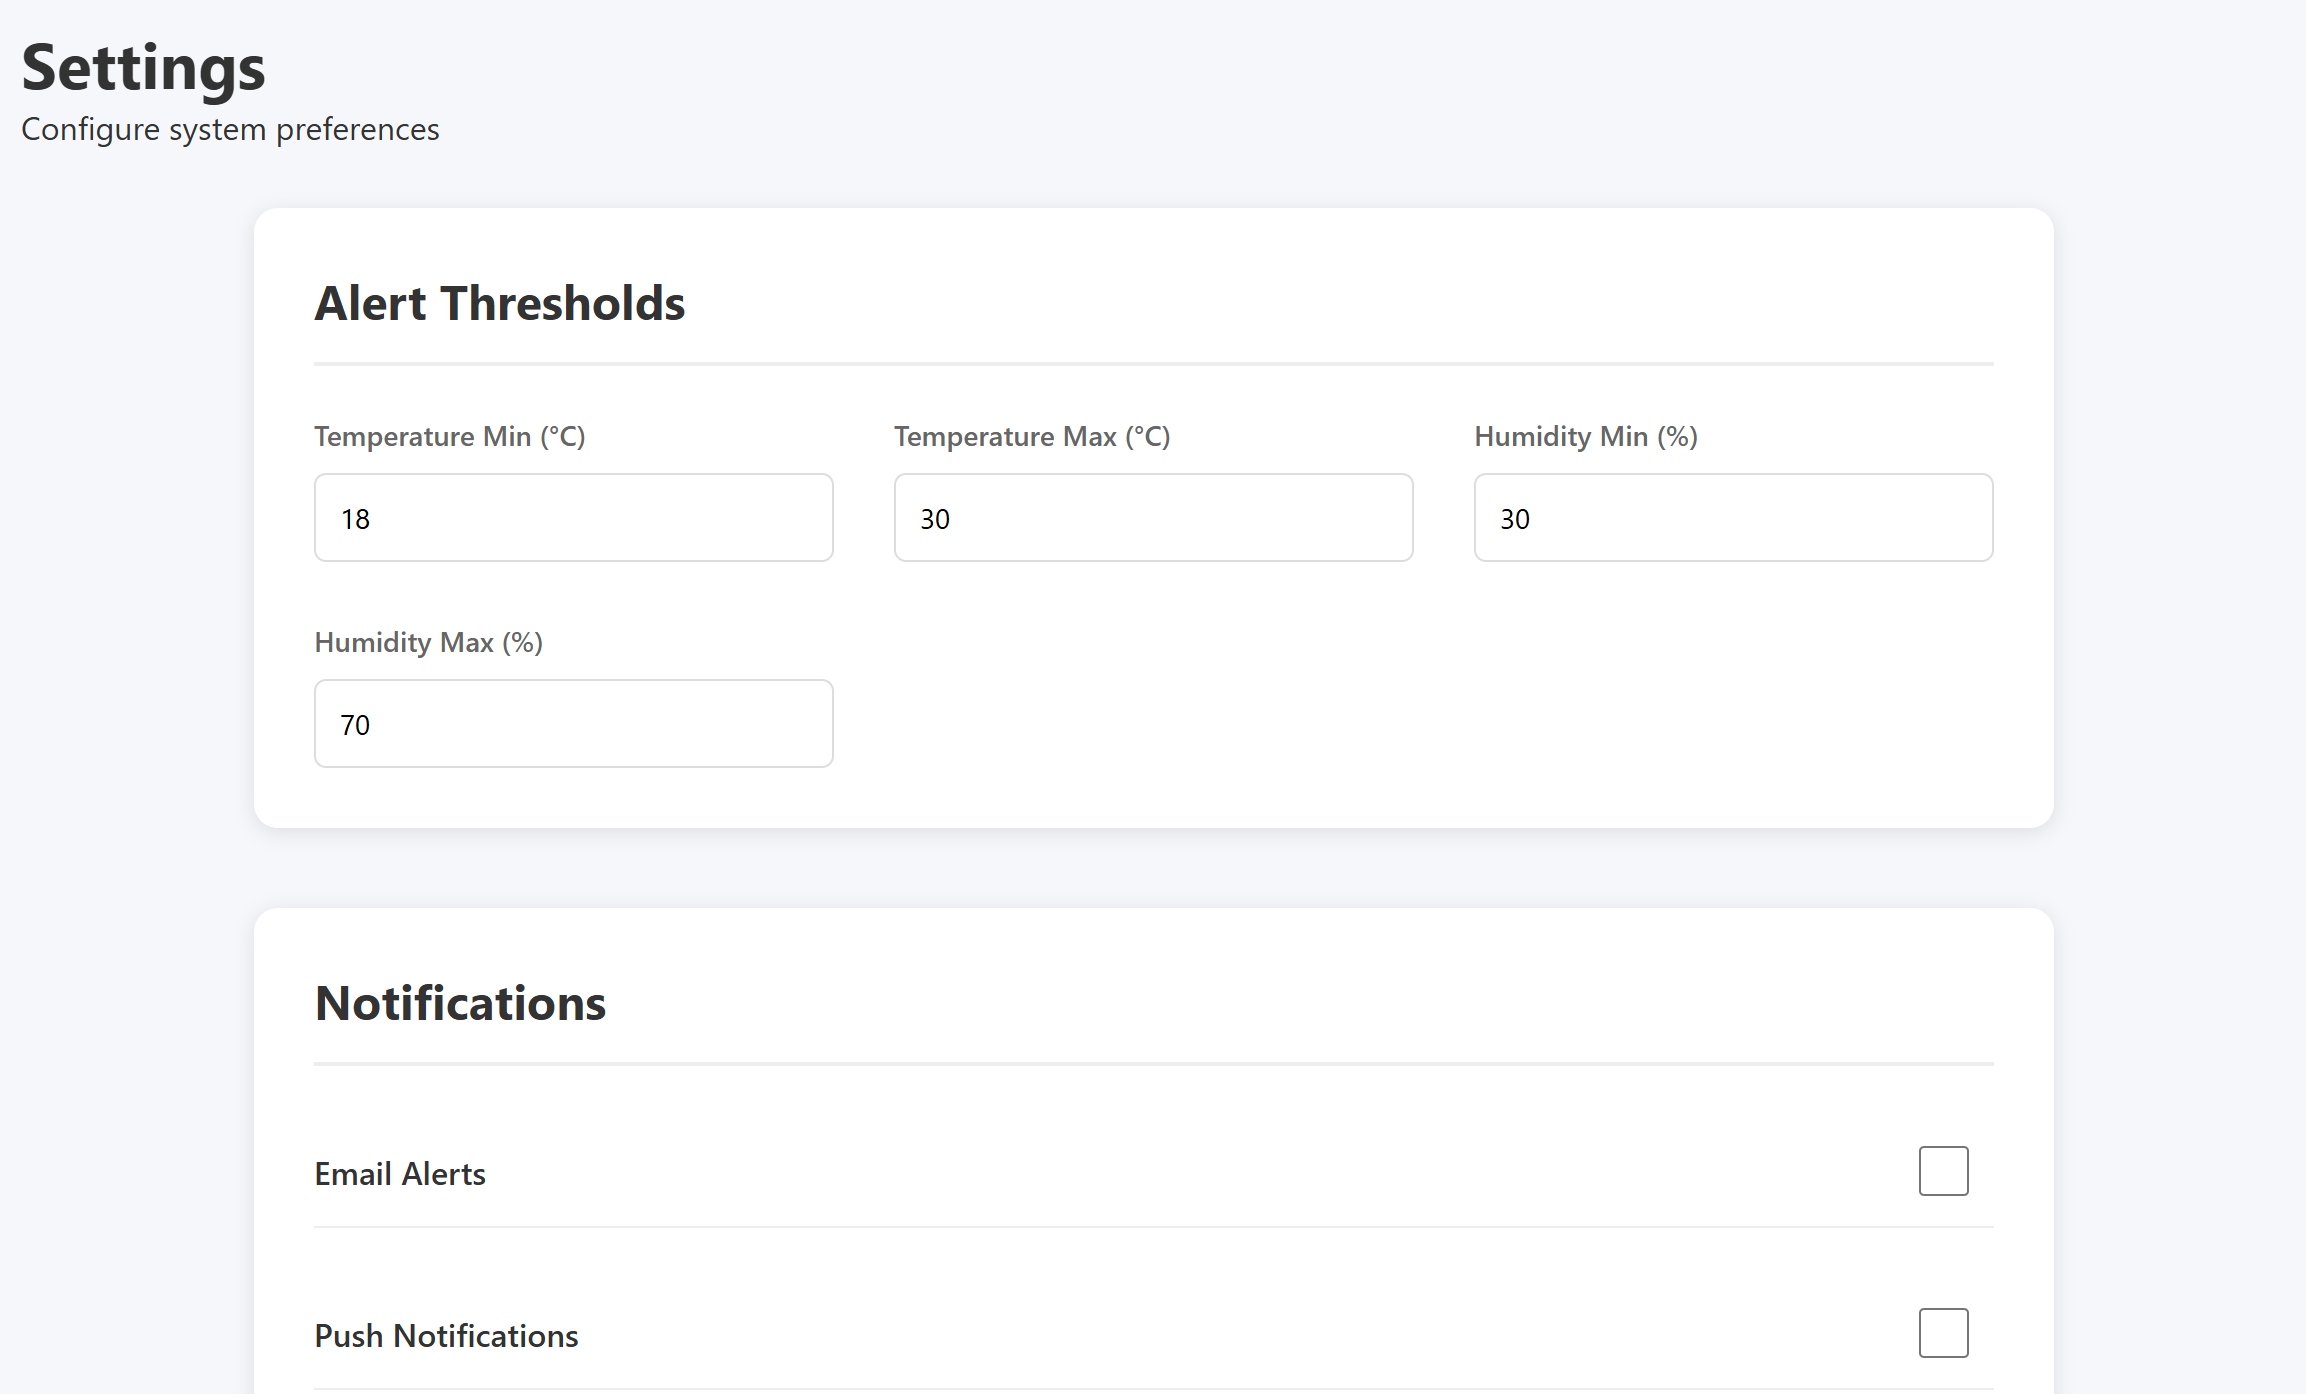 Settings
Configure system preferences
Alert Thresholds
Temperature Min (°C)
Temperature Max (°C)
Humidity Min (%)
18
30
30
Humidity Max (%)
70
Notifications
Email Alerts
Push Notifications